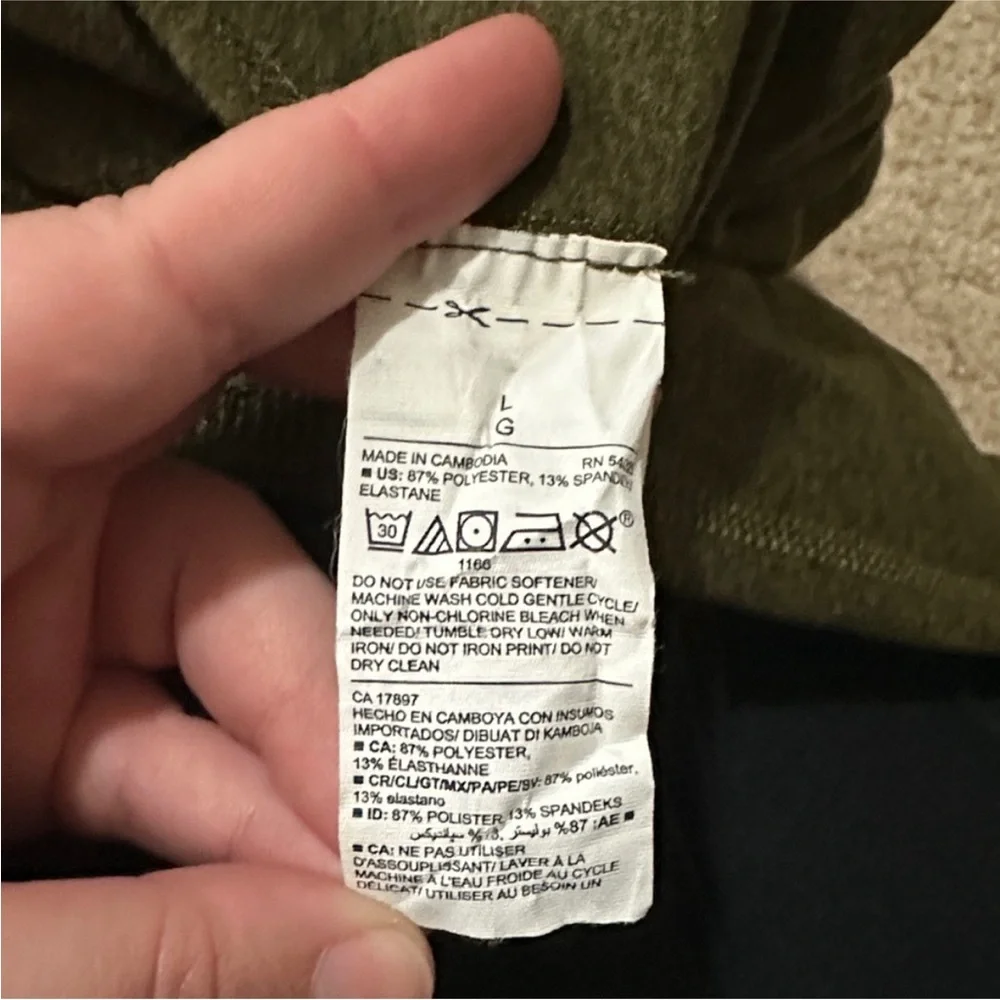 L
G
MADE IN CAMBODIA RN
■ US: 87% POLYESTER, 13% SPANDEX
ELASTANE
30
®
1166
DO NOT USE FABRIC SOFTENER/
MACHINE WASH COLD GENTLE CYCLE/
ONLY NON-CHLORINE BLEACH WHEN
NEEDED/ TUMBLE DRY LOW/ WARM
IRON/ DO NOT IRON PRINT/ DO NOT
DRY CLEAN
CA 17897
HECHO EN CAMBOYA CON INSUMOS
IMPORTADOS/ DIBUAT DI KAMBOJA
■ CA: 87% POLYESTER,
13% ÉLASTHANNE
■ CR/CL/GT/MX/PA/PE/SV: 87% poliéster,
13% elastano
■ ID: 87% POLISTER, 13% SPANDEKS
■ AE: 87% بوليستر,
■ CA: NE PAS UTILISER
D'ASSOUPLISSANT/ LAVER À LA
MACHINE À L'EAU FROIDE AU CYCLE
DÉLICAT/ UTILISER AU BESOIN UN